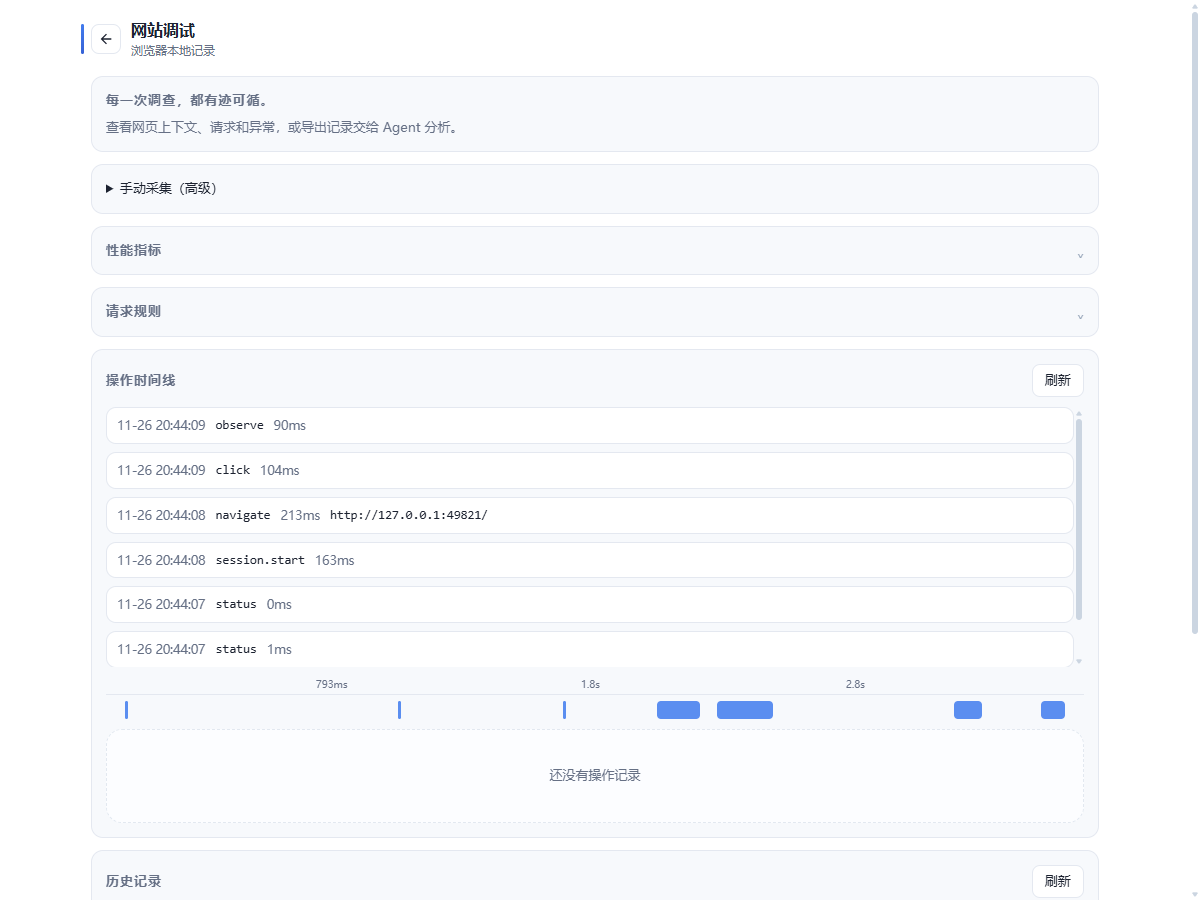 网站调试
浏览器本地记录
每一次调查，都有迹可循。
查看网页上下文、请求和异常，或导出记录交给 Agent 分析。
手动采集（高级）
性能指标
请求规则
操作时间线
刷新
11-26 20:44:09 observe 90ms
11-26 20:44:09 click 104ms
11-26 20:44:08 navigate 213ms http://127.0.0.1:49821/
11-26 20:44:08 session.start 163ms
11-26 20:44:07 status 0ms
11-26 20:44:07 status 1ms
793ms 1.8s 2.8s
还没有操作记录
历史记录
刷新